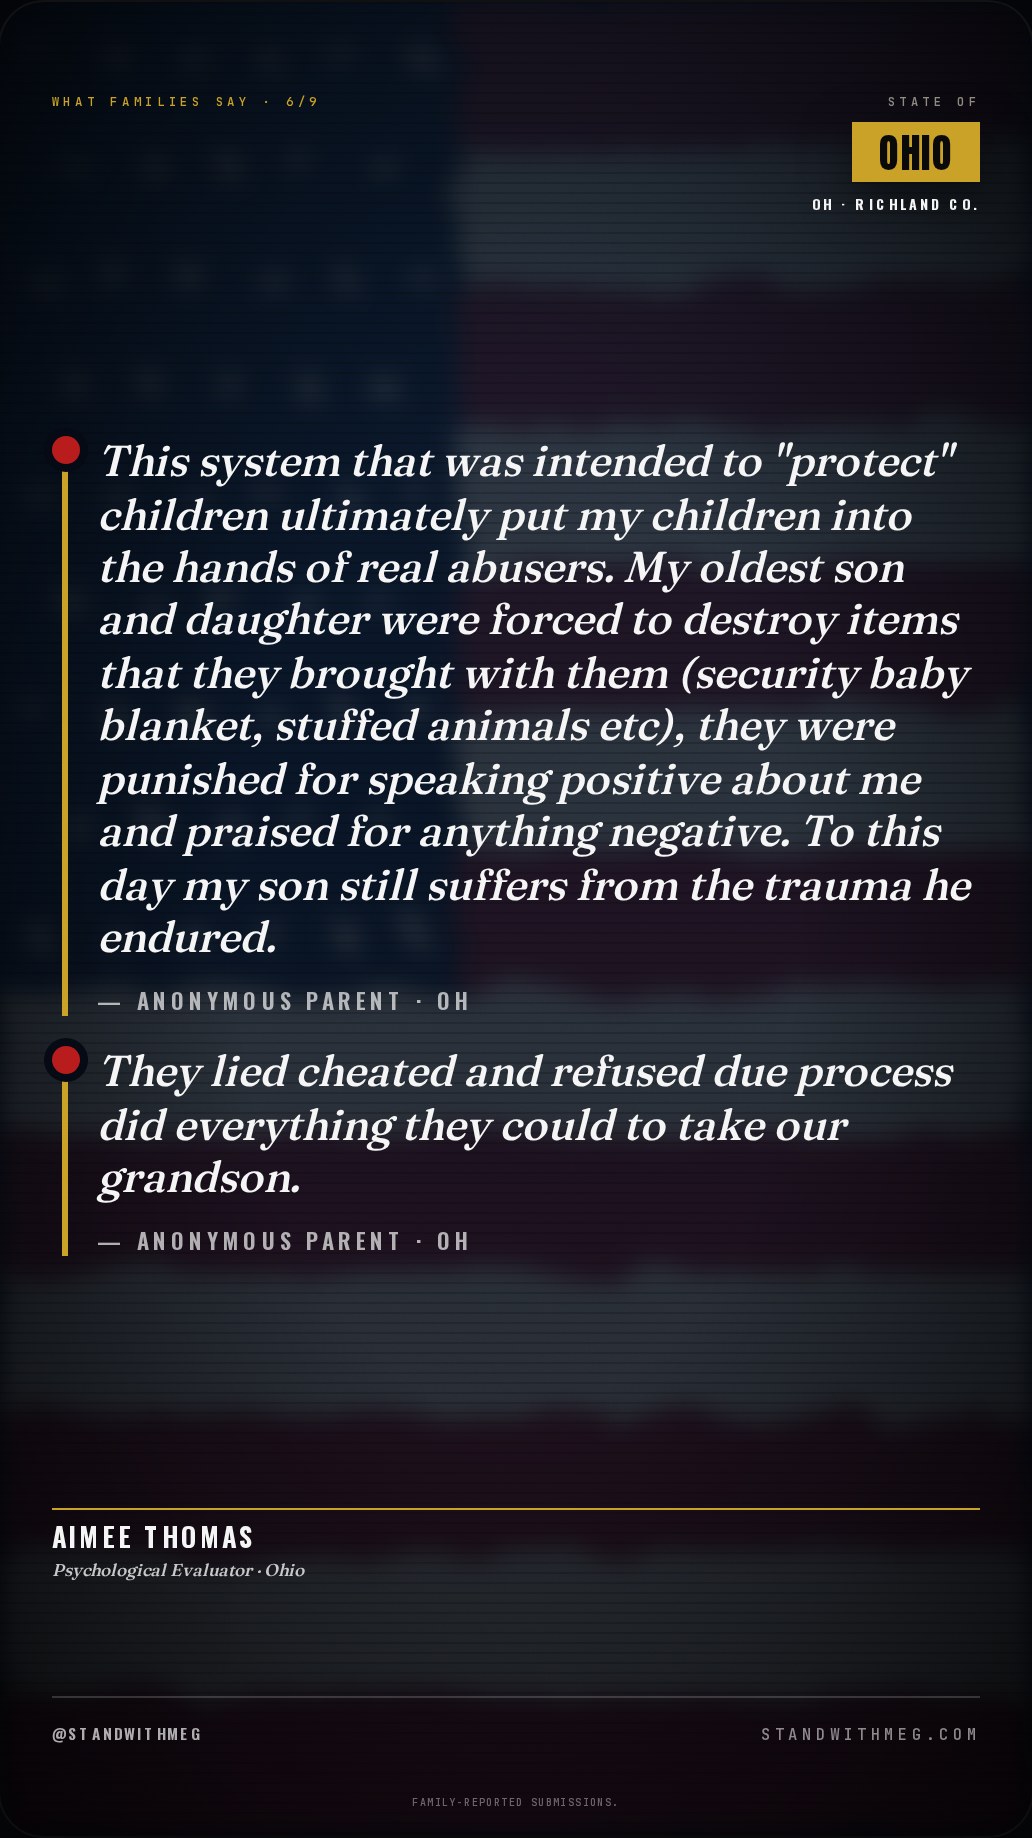 WHAT FAMILIES SAY · 6/9
STATE OF
OHIO
OH · RICHLAND CO.
This system that was intended to "protect"
children ultimately put my children into
the hands of real abusers. My oldest son
and daughter were forced to destroy items
that they brought with them (security baby
blanket, stuffed animals etc), they were
punished for speaking positive about me
and praised for anything negative. To this
day my son still suffers from the trauma he
endured.
— ANONYMOUS PARENT · OH
They lied cheated and refused due process
did everything they could to take our
grandson.
— ANONYMOUS PARENT · OH
AIMEE THOMAS
Psychological Evaluator · Ohio
@STANDWITHMEG
STANDWITHMEG.COM
FAMILY-REPORTED SUBMISSIONS.